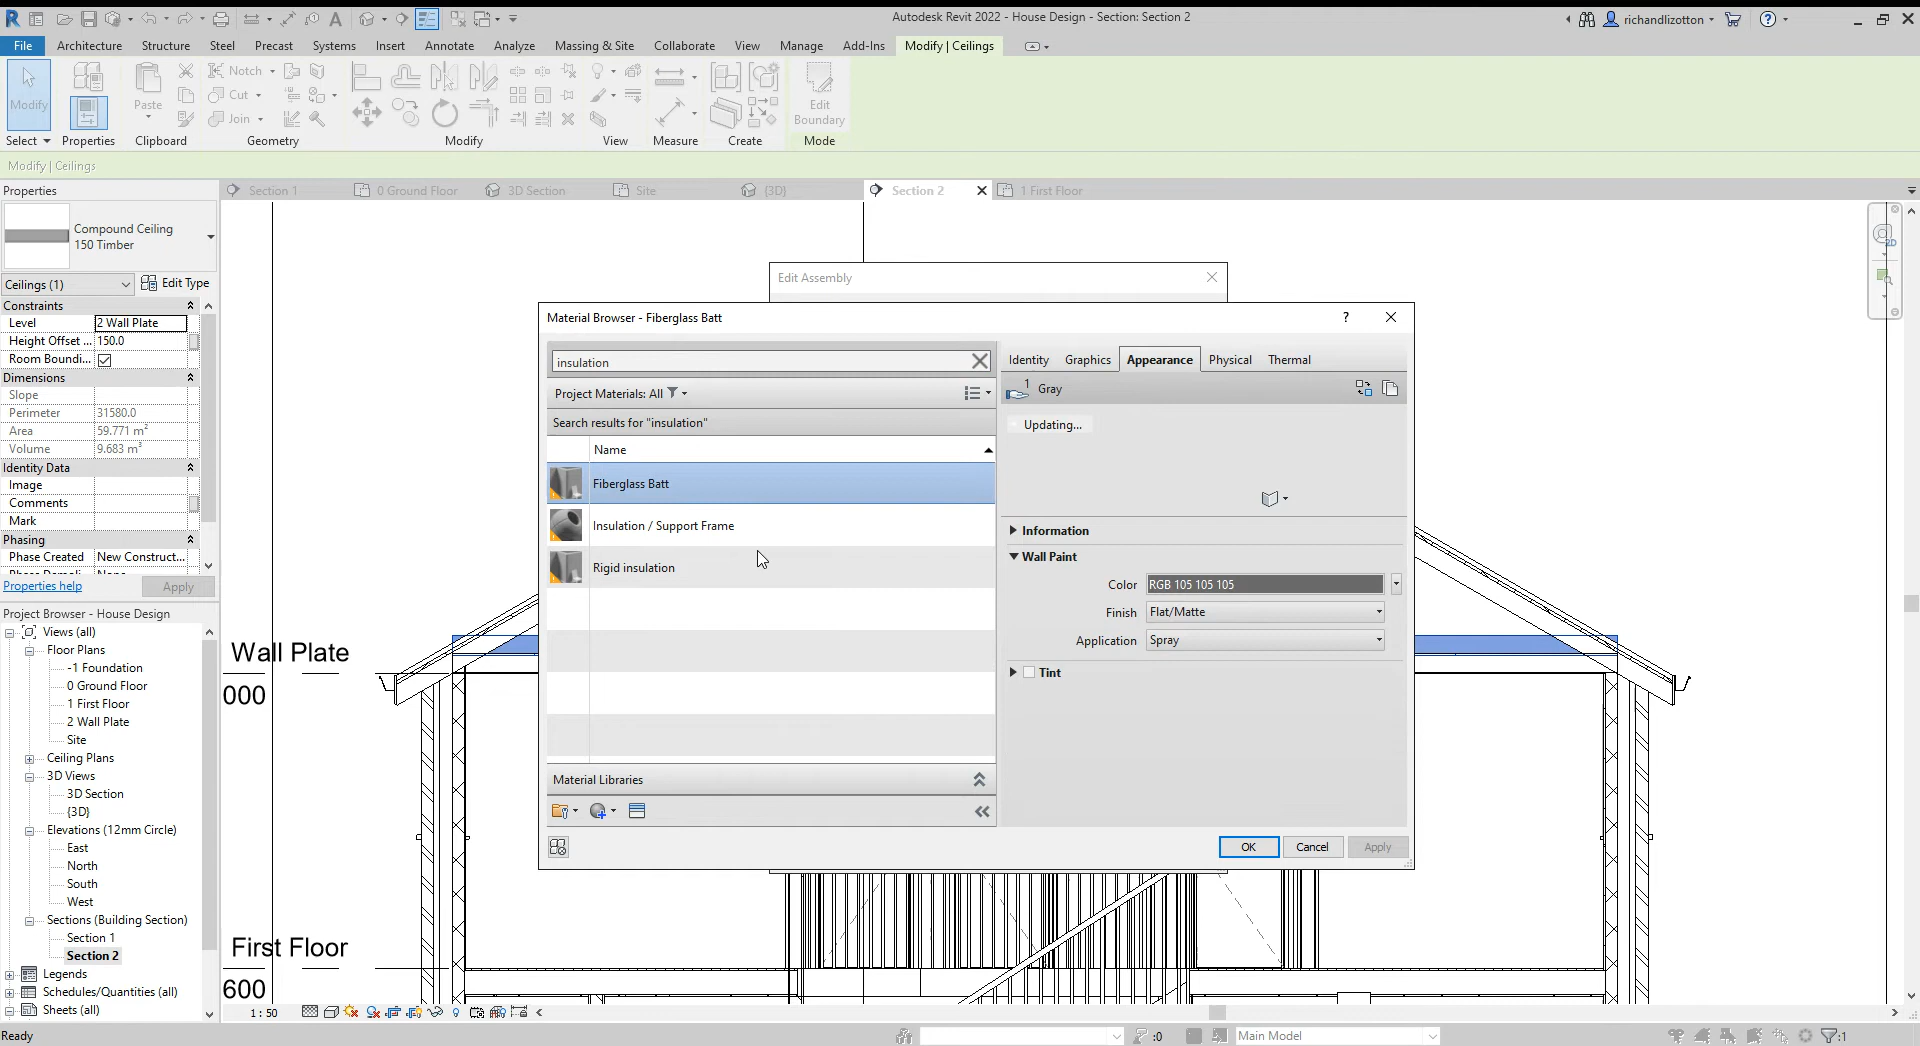 Autodesk Revit 2022 - House Design - Section: Section 2
richandlizotton
File Architecture Structure Steel Precast Systems Insert Annotate Analyze Massing & Site Collaborate View Manage Add-Ins Modify | Ceilings
Modify
Paste
Notch
Cut
Join
Edit
Boundary
Select Properties Clipboard Geometry Modify View Measure Create Mode
Modify | Ceilings
Properties
Section 1 0 Ground Floor 3D Section Site {3D} Section 2 1 First Floor
Compound Ceiling
150 Timber
Ceilings (1) Edit Type
Constraints
Level 2 Wall Plate
Height Offset ... 150.0
Room Boundi...
Dimensions
Slope
Perimeter 31580.0
Area 59.771 m²
Volume 9.683 m³
Identity Data
Image
Comments
Mark
Phasing
Phase Created New Construct...
Properties help Apply
Project Browser - House Design
Views (all)
Floor Plans
-1 Foundation
0 Ground Floor
1 First Floor
2 Wall Plate
Site
Ceiling Plans
3D Views
3D Section
{3D}
Elevations (12mm Circle)
East
North
South
West
Sections (Building Section)
Section 1
Section 2
Legends
Schedules/Quantities (all)
Sheets (all)
Edit Assembly
Material Browser - Fiberglass Batt
?
insulation
Project Materials: All
Search results for "insulation"
Name
Fiberglass Batt
Insulation / Support Frame
Rigid insulation
Material Libraries
Identity Graphics Appearance Physical Thermal
1 Gray
Updating...
Information
Wall Paint
Color RGB 105 105 105
Finish Flat/Matte
Application Spray
Tint
OK Cancel Apply
Wall Plate
000
First Floor
600
2D
1 : 50
Ready
:0
Main Model
:1